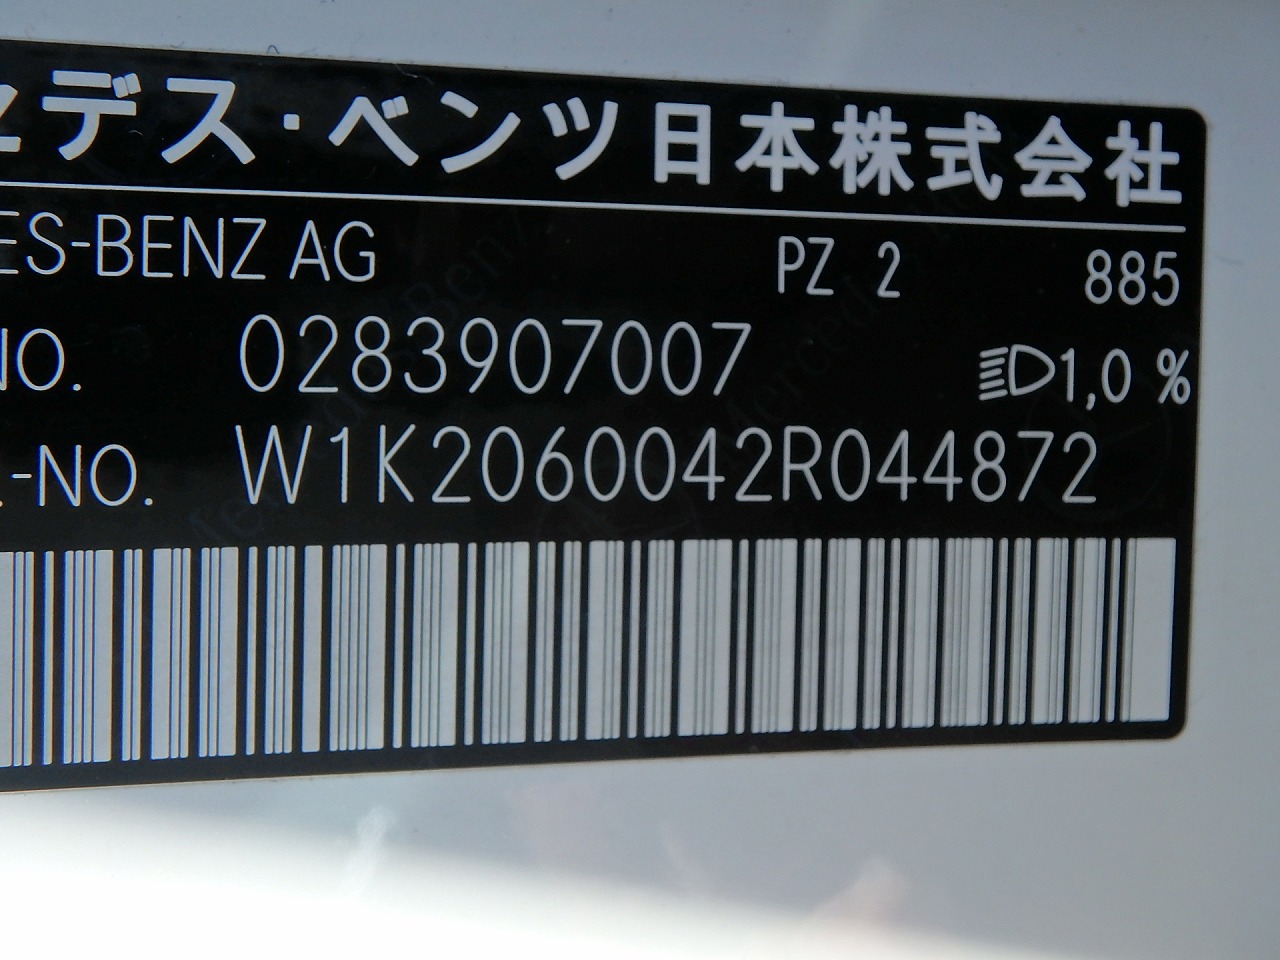 デス・ベンツ日本株式会社
ES-BENZ AG PZ 2 885
NO. 0283907007 1,0 %
.-NO. W1K2060042R044872